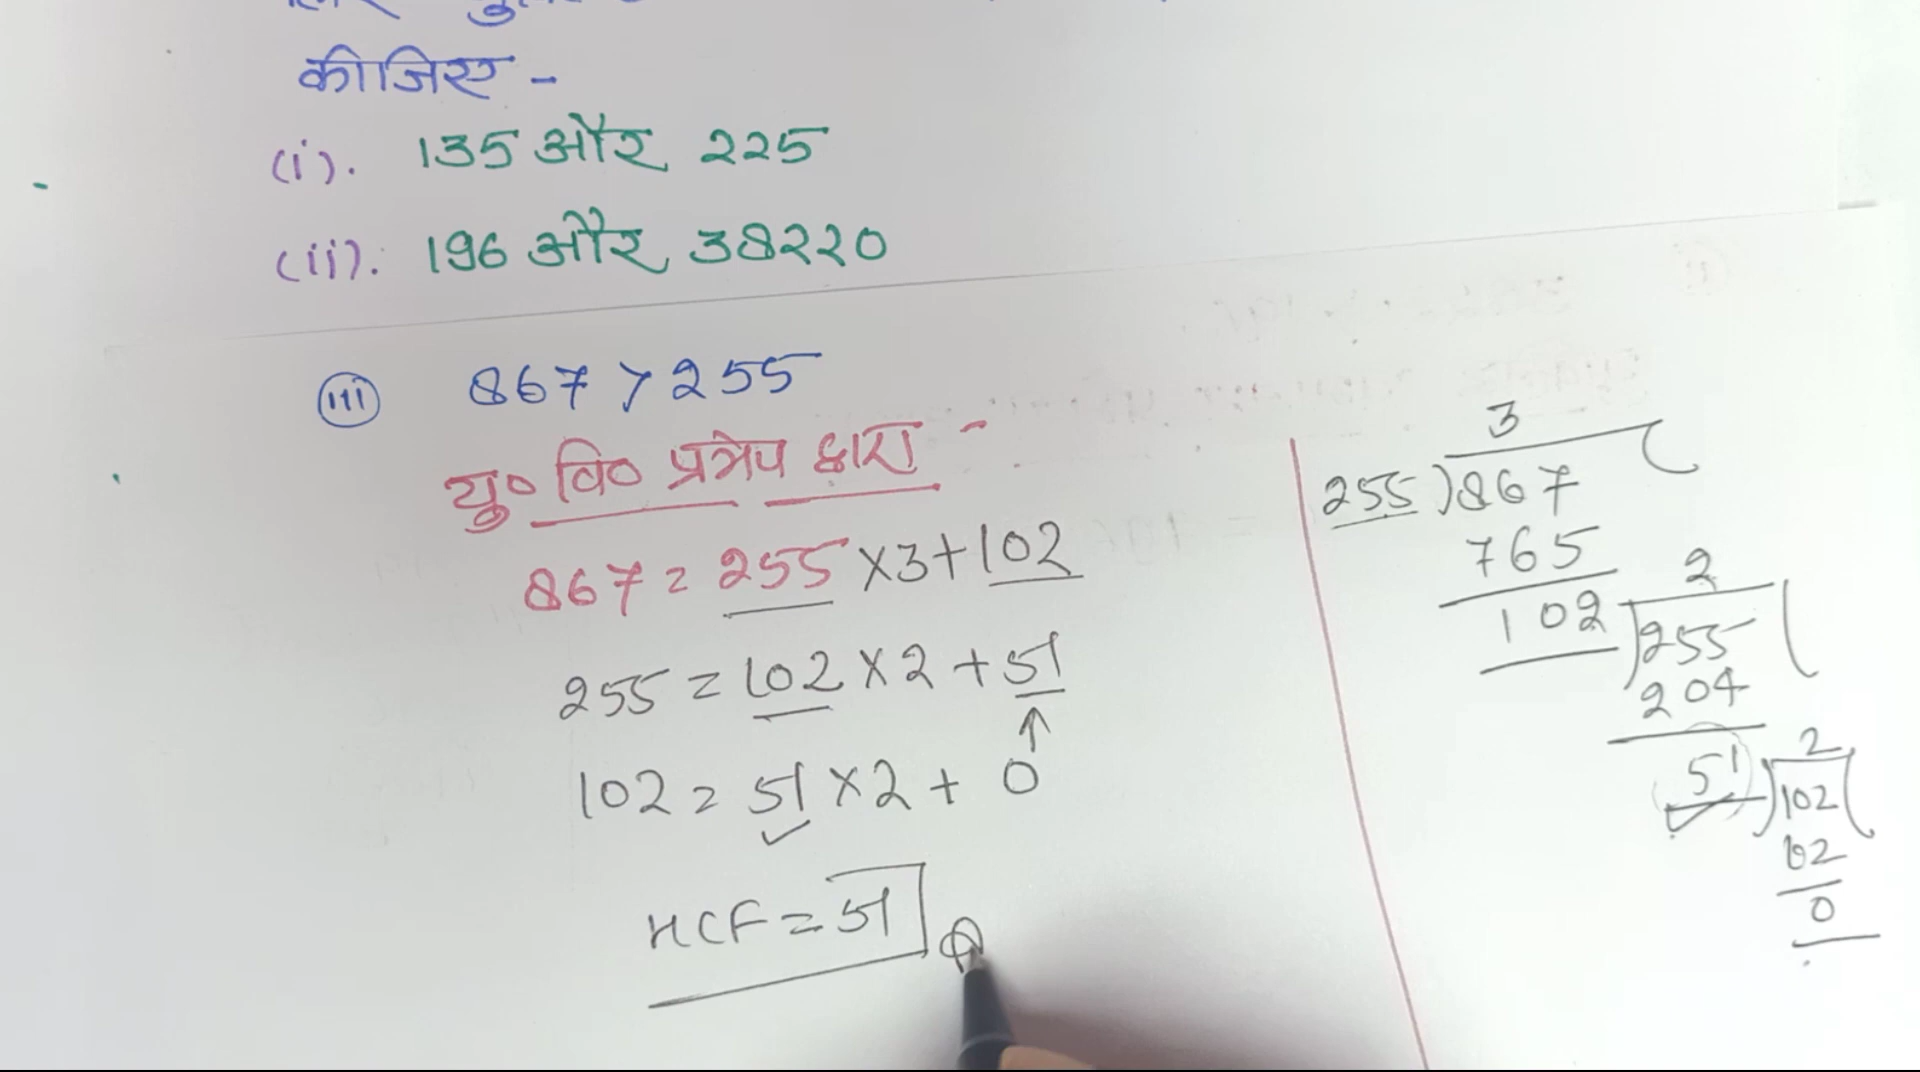 कीजिए -
(i). 135 और 225
(ii). 196 और 38220
(iii) 867 > 255
यु० वि० प्रमेय द्वारा -
867 = 255 × 3 + 102
255 = 102 × 2 + 51
↑
102 = 51 × 2 + 0
HCF = 51
3
255 ) 867 (
765
2
102 ) 255 (
204
2
51 ) 102 (
102
0